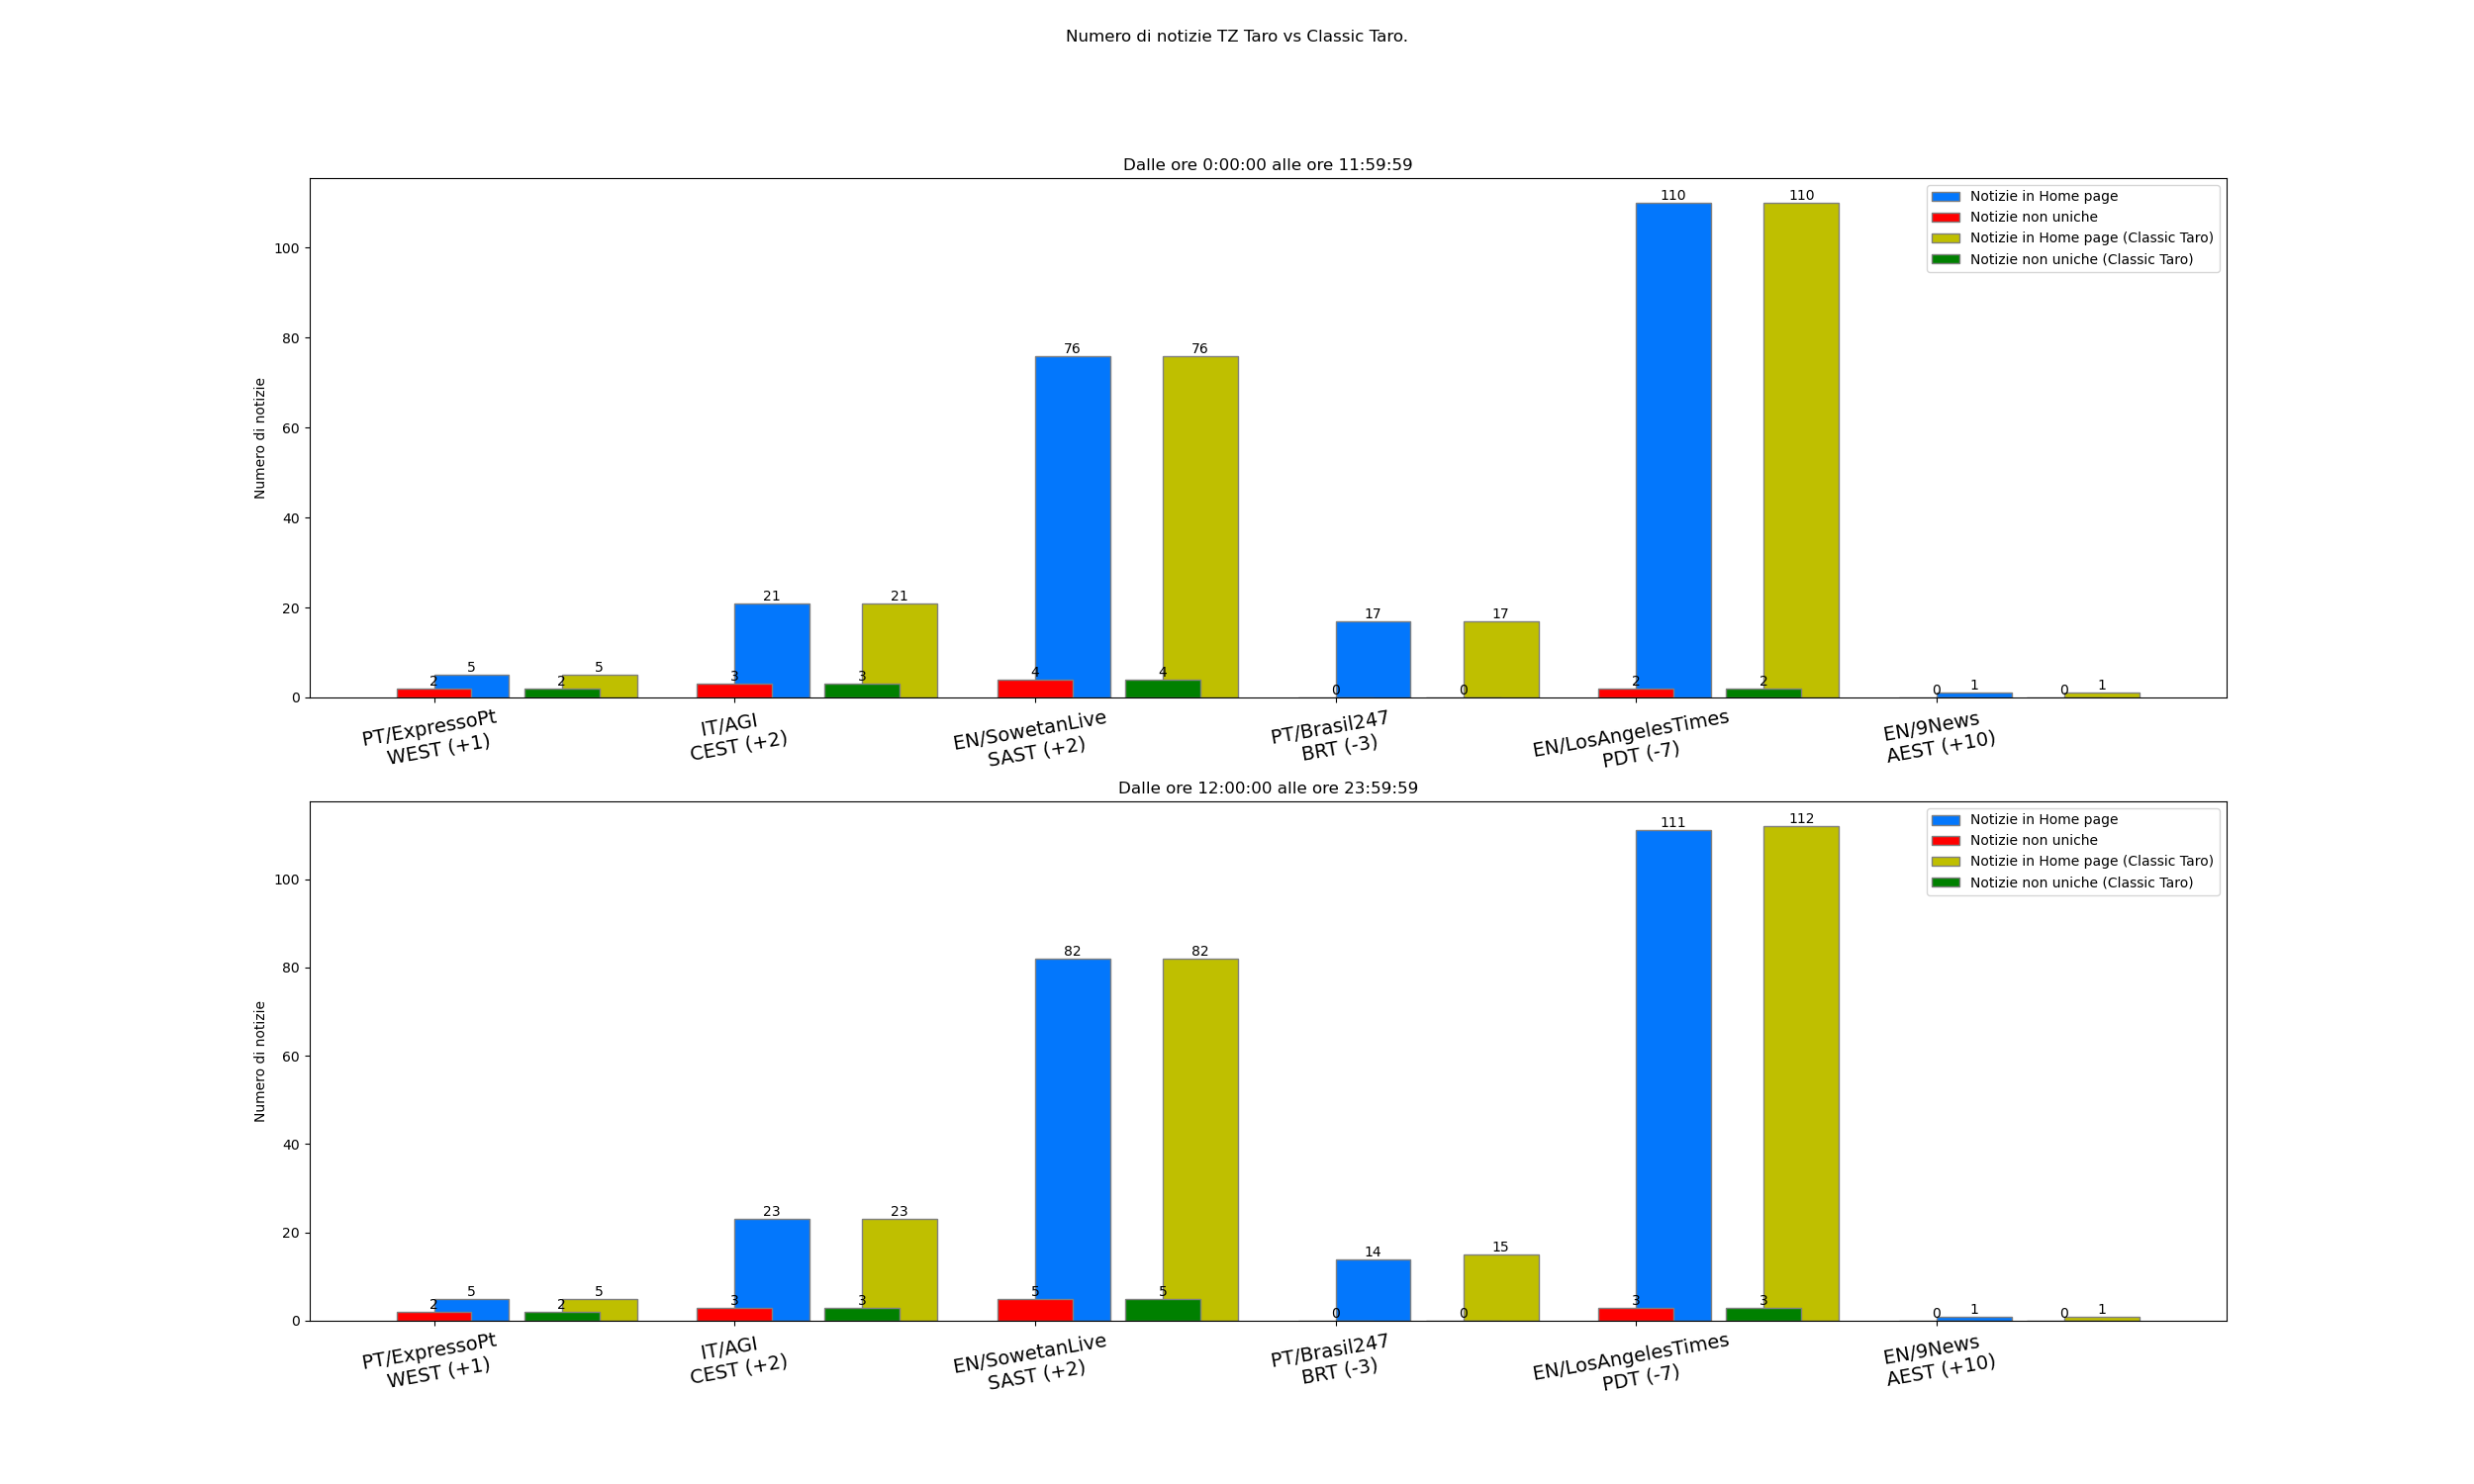 Numero di notizie TZ Taro vs Classic Taro.
Dalle ore 0:00:00 alle ore 11:59:59
Numero di notizie
100
80
60
40
20
0
110
110
76
76
21
21
17
17
5
5
2
2
3
3
4
4
0
0
2
2
0
1
0
1
Notizie in Home page
Notizie non uniche
Notizie in Home page (Classic Taro)
Notizie non uniche (Classic Taro)
PT/ExpressoPt
WEST (+1)
IT/AGI
CEST (+2)
EN/SowetanLive
SAST (+2)
PT/Brasil247
BRT (-3)
EN/LosAngelesTimes
PDT (-7)
EN/9News
AEST (+10)
Dalle ore 12:00:00 alle ore 23:59:59
Numero di notizie
100
80
60
40
20
0
111
112
82
82
23
23
14
15
5
5
2
2
3
3
5
5
0
0
3
3
0
1
0
1
Notizie in Home page
Notizie non uniche
Notizie in Home page (Classic Taro)
Notizie non uniche (Classic Taro)
PT/ExpressoPt
WEST (+1)
IT/AGI
CEST (+2)
EN/SowetanLive
SAST (+2)
PT/Brasil247
BRT (-3)
EN/LosAngelesTimes
PDT (-7)
EN/9News
AEST (+10)